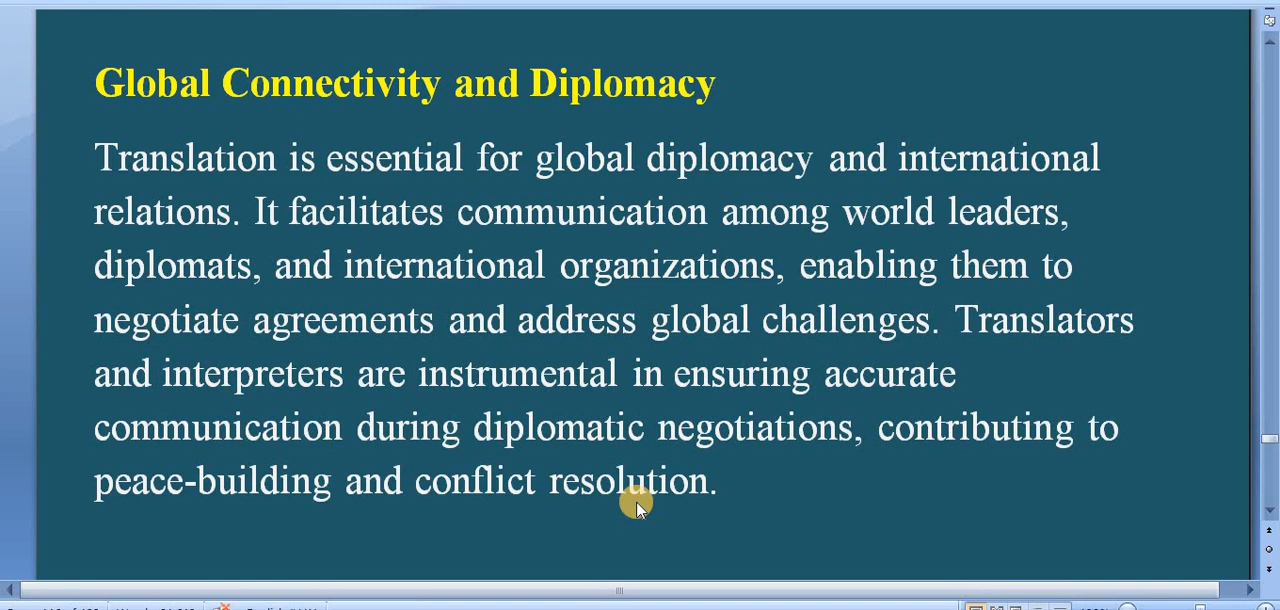 Global Connectivity and Diplomacy
Translation is essential for global diplomacy and international
relations. It facilitates communication among world leaders,
diplomats, and international organizations, enabling them to
negotiate agreements and address global challenges. Translators
and interpreters are instrumental in ensuring accurate
communication during diplomatic negotiations, contributing to
peace-building and conflict resolution.